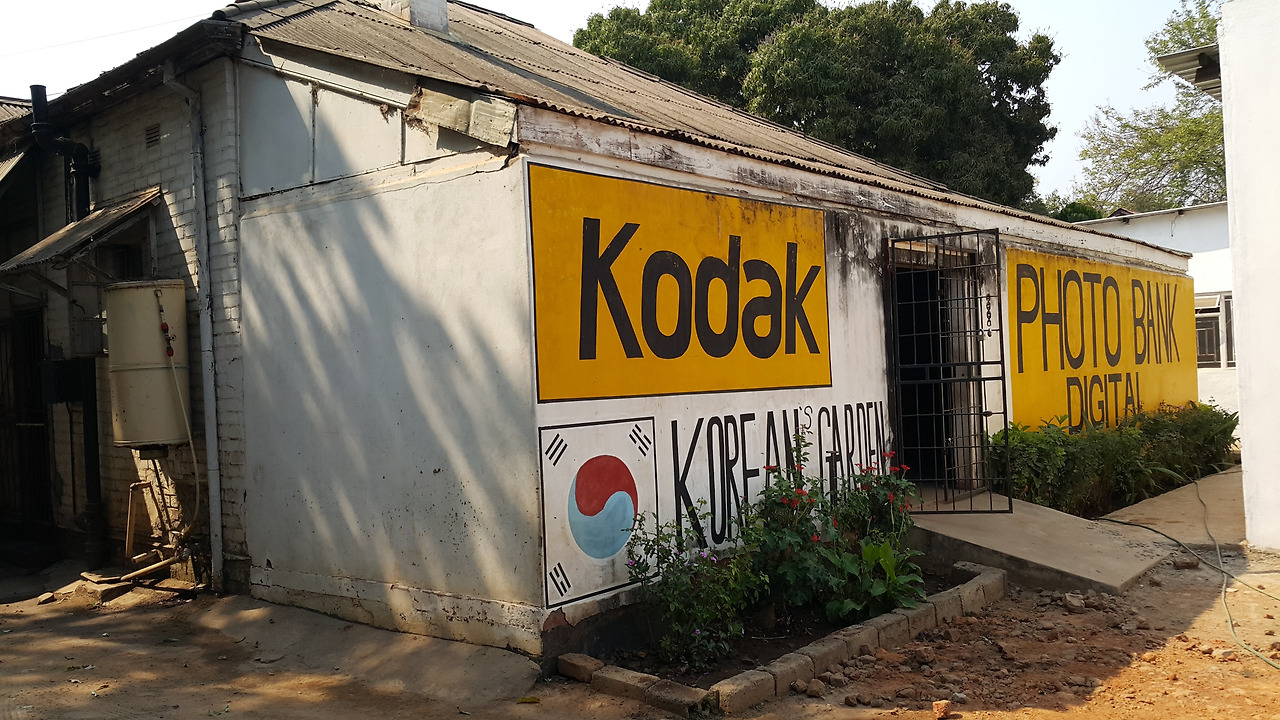 Kodak
KOREAN'S GARDEN
PHOTO BANK
DIGITAL